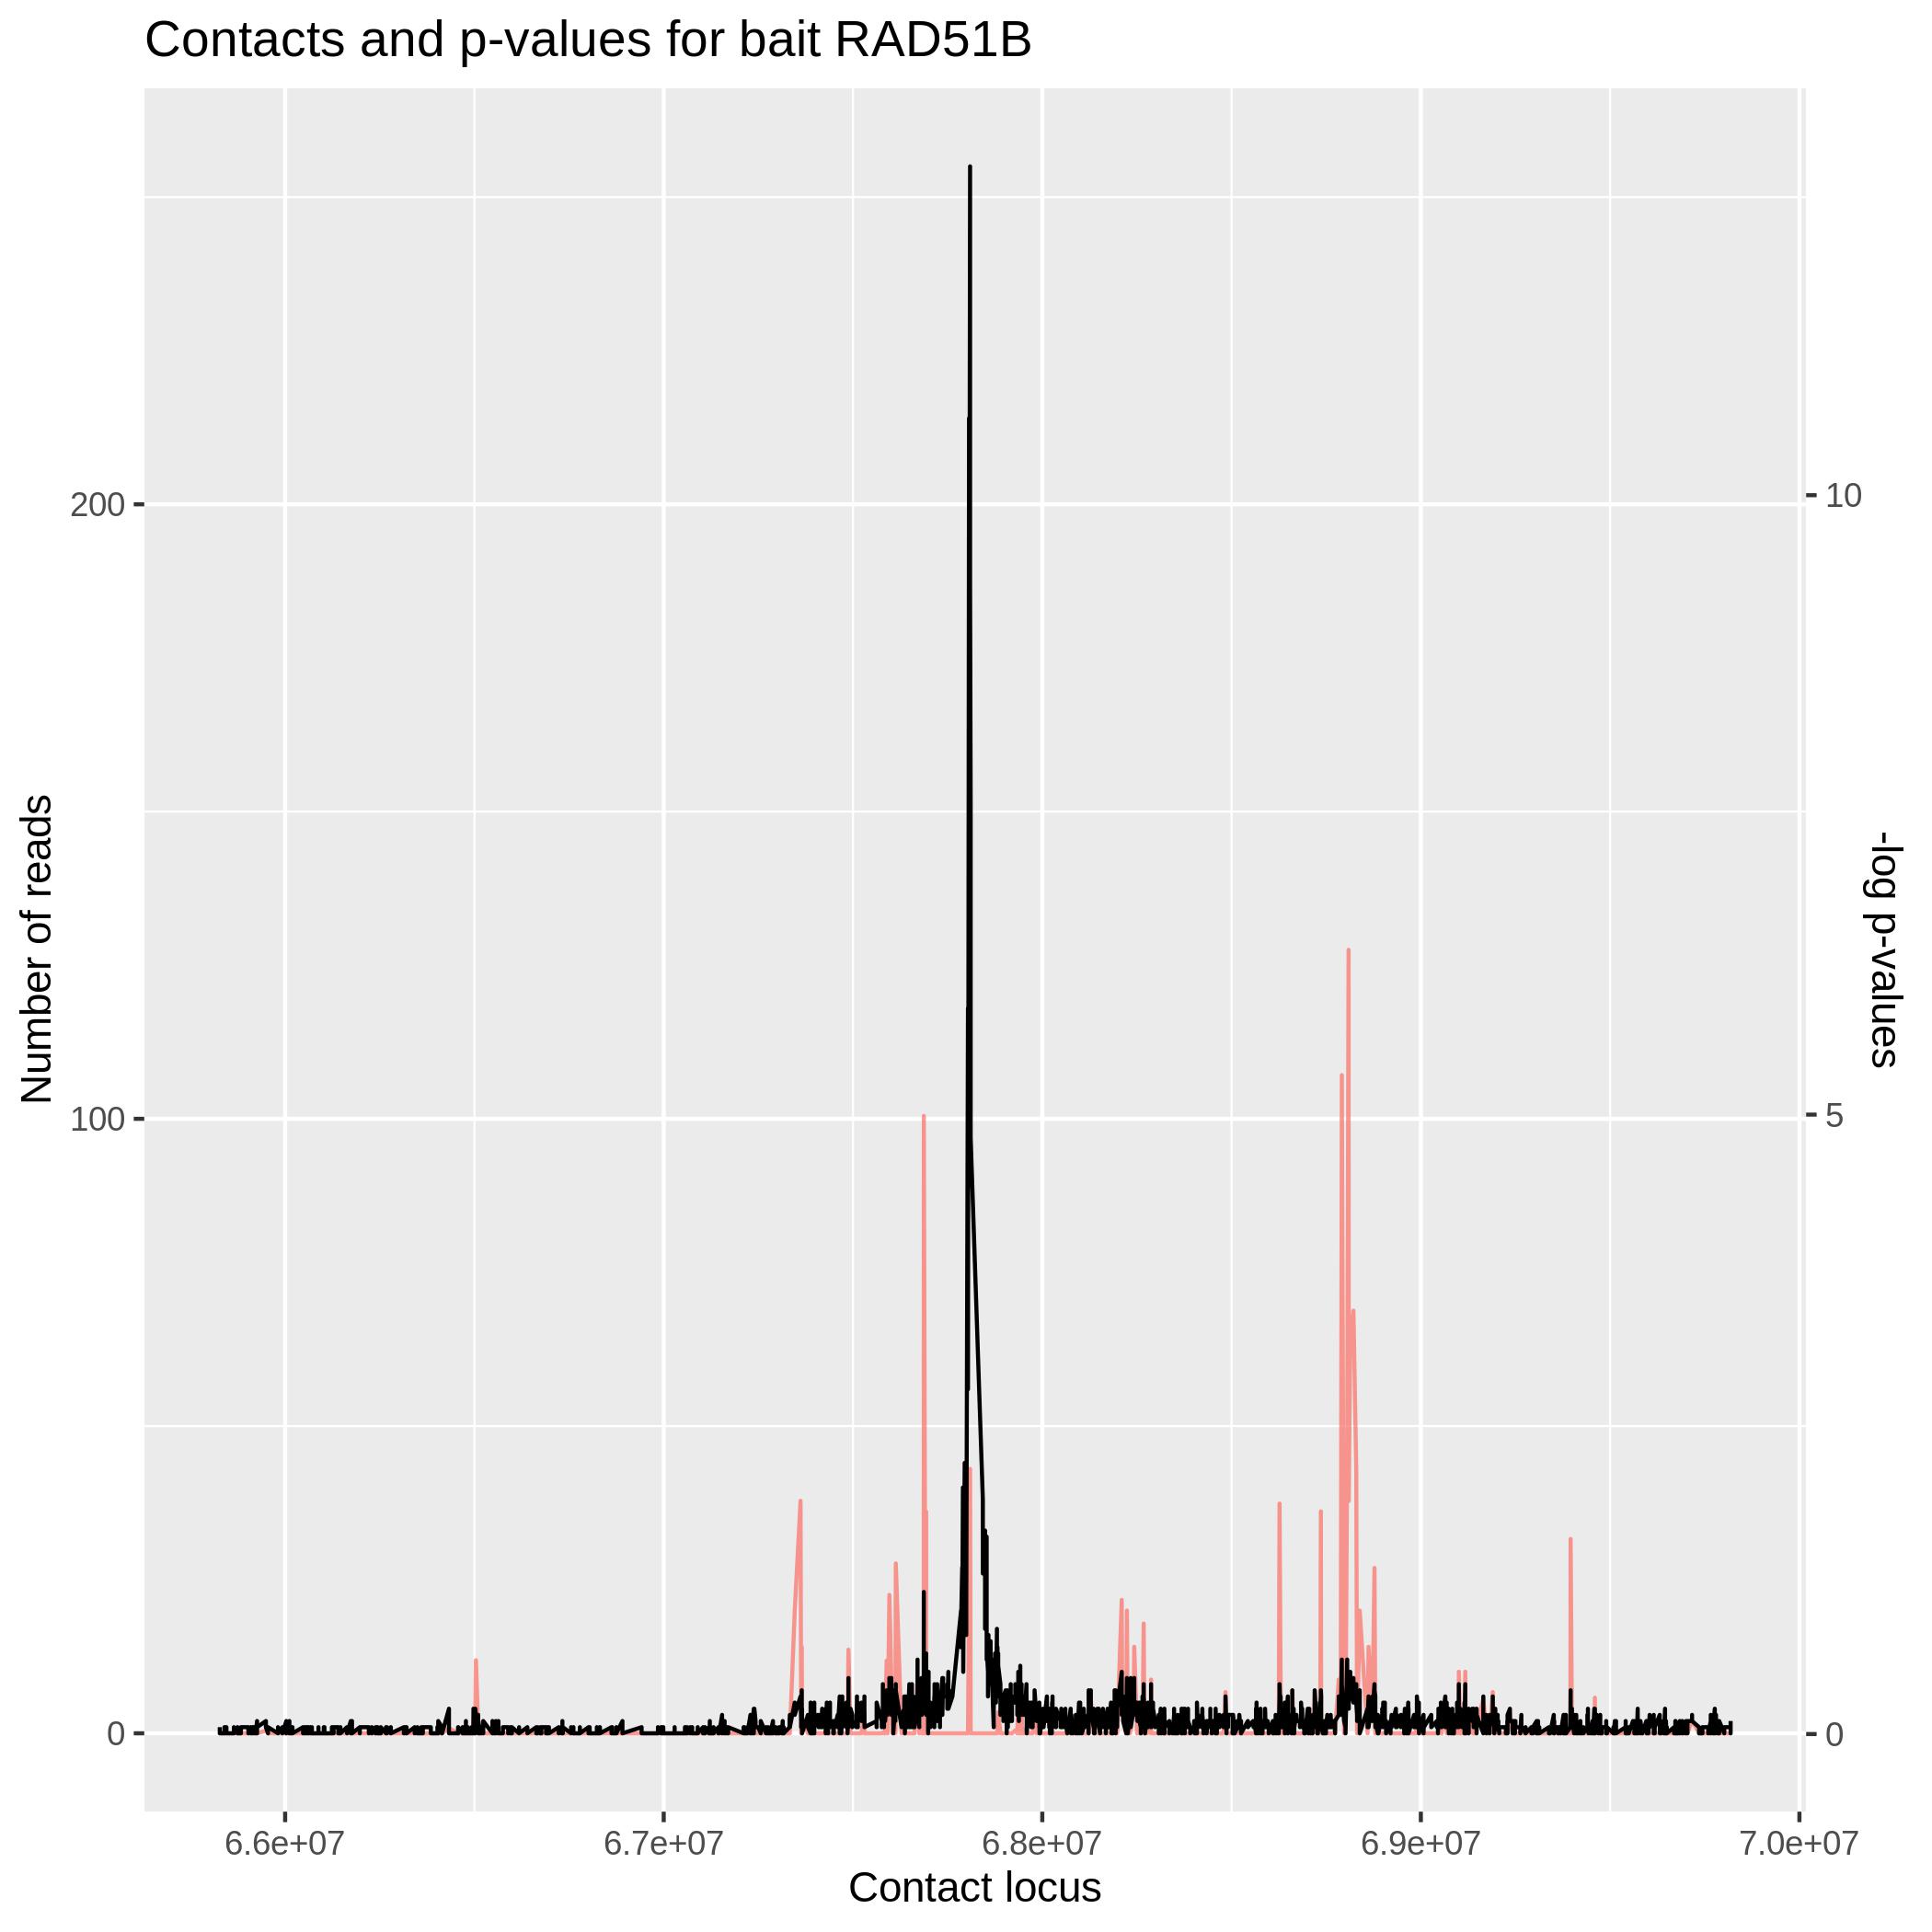 Contacts and p-values for bait RAD51B
Number of reads
200
100
0
10
5
0
-log p-values
6.6e+07
6.7e+07
6.8e+07
6.9e+07
7.0e+07
Contact locus